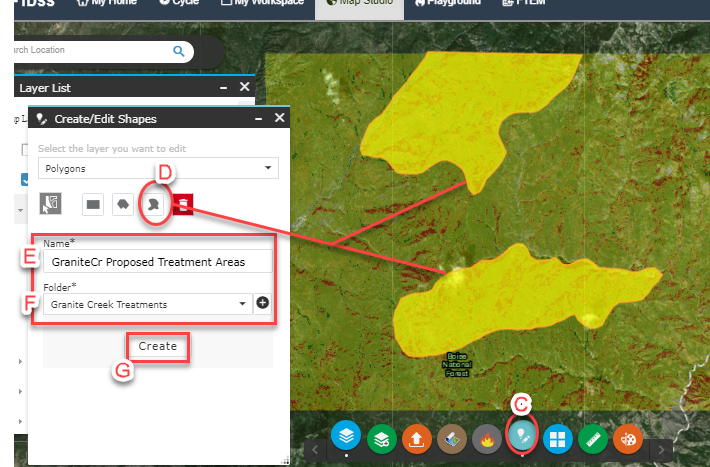 IDSS My Home Cycle My Workspace Map Studio Playground IFTEM
rch Location
Layer List
Create/Edit Shapes
Select the layer you want to edit
Polygons
D
E
Name*
GraniteCr Proposed Treatment Areas
F
Folder*
Granite Creek Treatments
Create
G
Boise
National
Forest
C